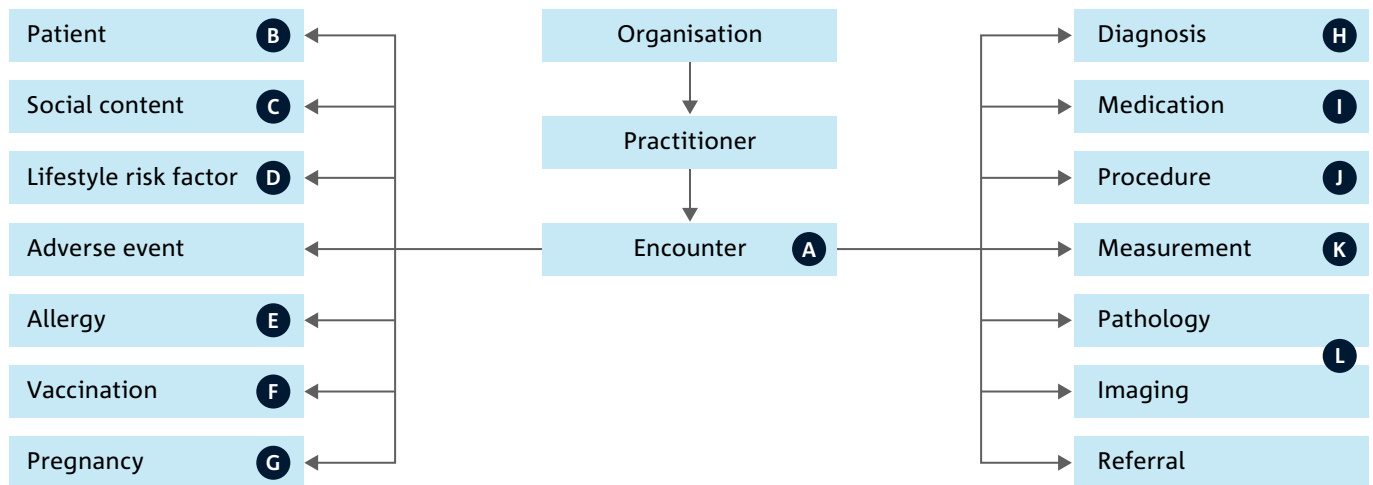 Patient B
Social content C
Lifestyle risk factor D
Adverse event
Allergy E
Vaccination F
Pregnancy G
Organisation
Practitioner
Encounter A
Diagnosis H
Medication I
Procedure J
Measurement K
Pathology
L
Imaging
Referral